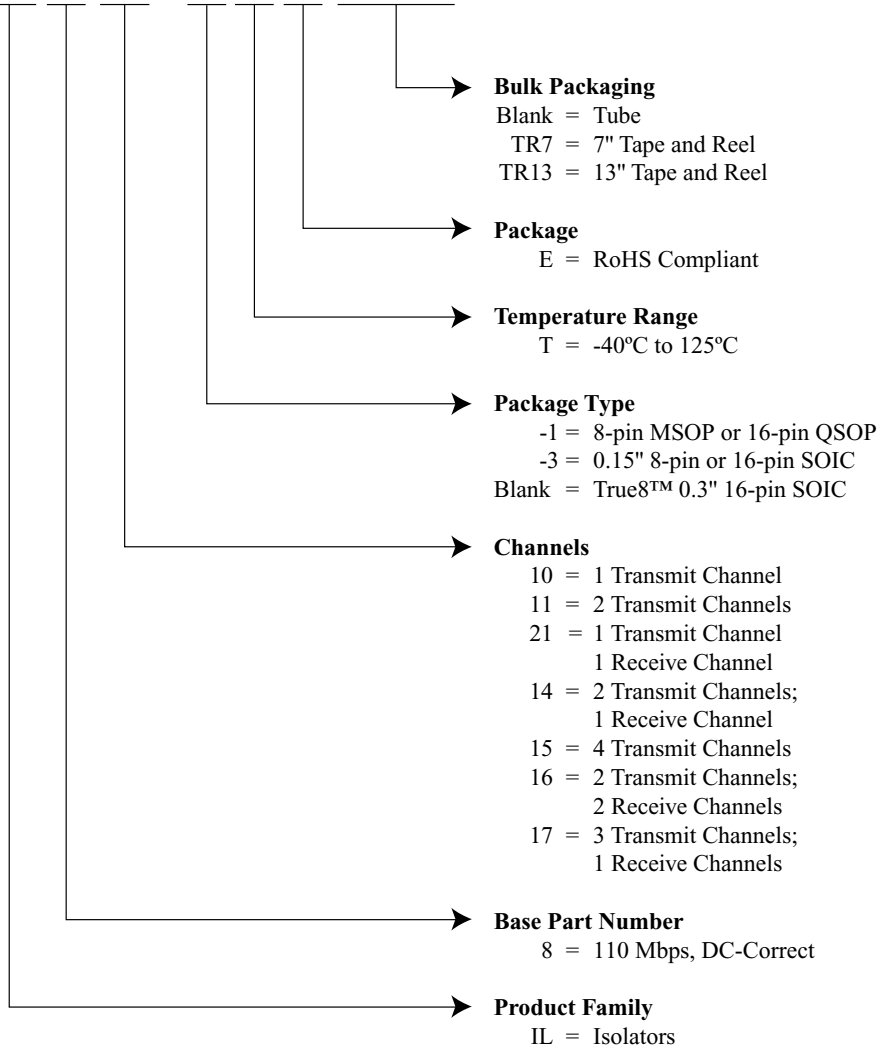 Bulk Packaging
Blank = Tube
TR7 = 7" Tape and Reel
TR13 = 13" Tape and Reel
Package
E = RoHS Compliant
Temperature Range
T = -40ºC to 125ºC
Package Type
-1 = 8-pin MSOP or 16-pin QSOP
-3 = 0.15" 8-pin or 16-pin SOIC
Blank = True8™ 0.3" 16-pin SOIC
Channels
10 = 1 Transmit Channel
11 = 2 Transmit Channels
21 = 1 Transmit Channel
1 Receive Channel
14 = 2 Transmit Channels;
1 Receive Channel
15 = 4 Transmit Channels
16 = 2 Transmit Channels;
2 Receive Channels
17 = 3 Transmit Channels;
1 Receive Channels
Base Part Number
8 = 110 Mbps, DC-Correct
Product Family
IL = Isolators